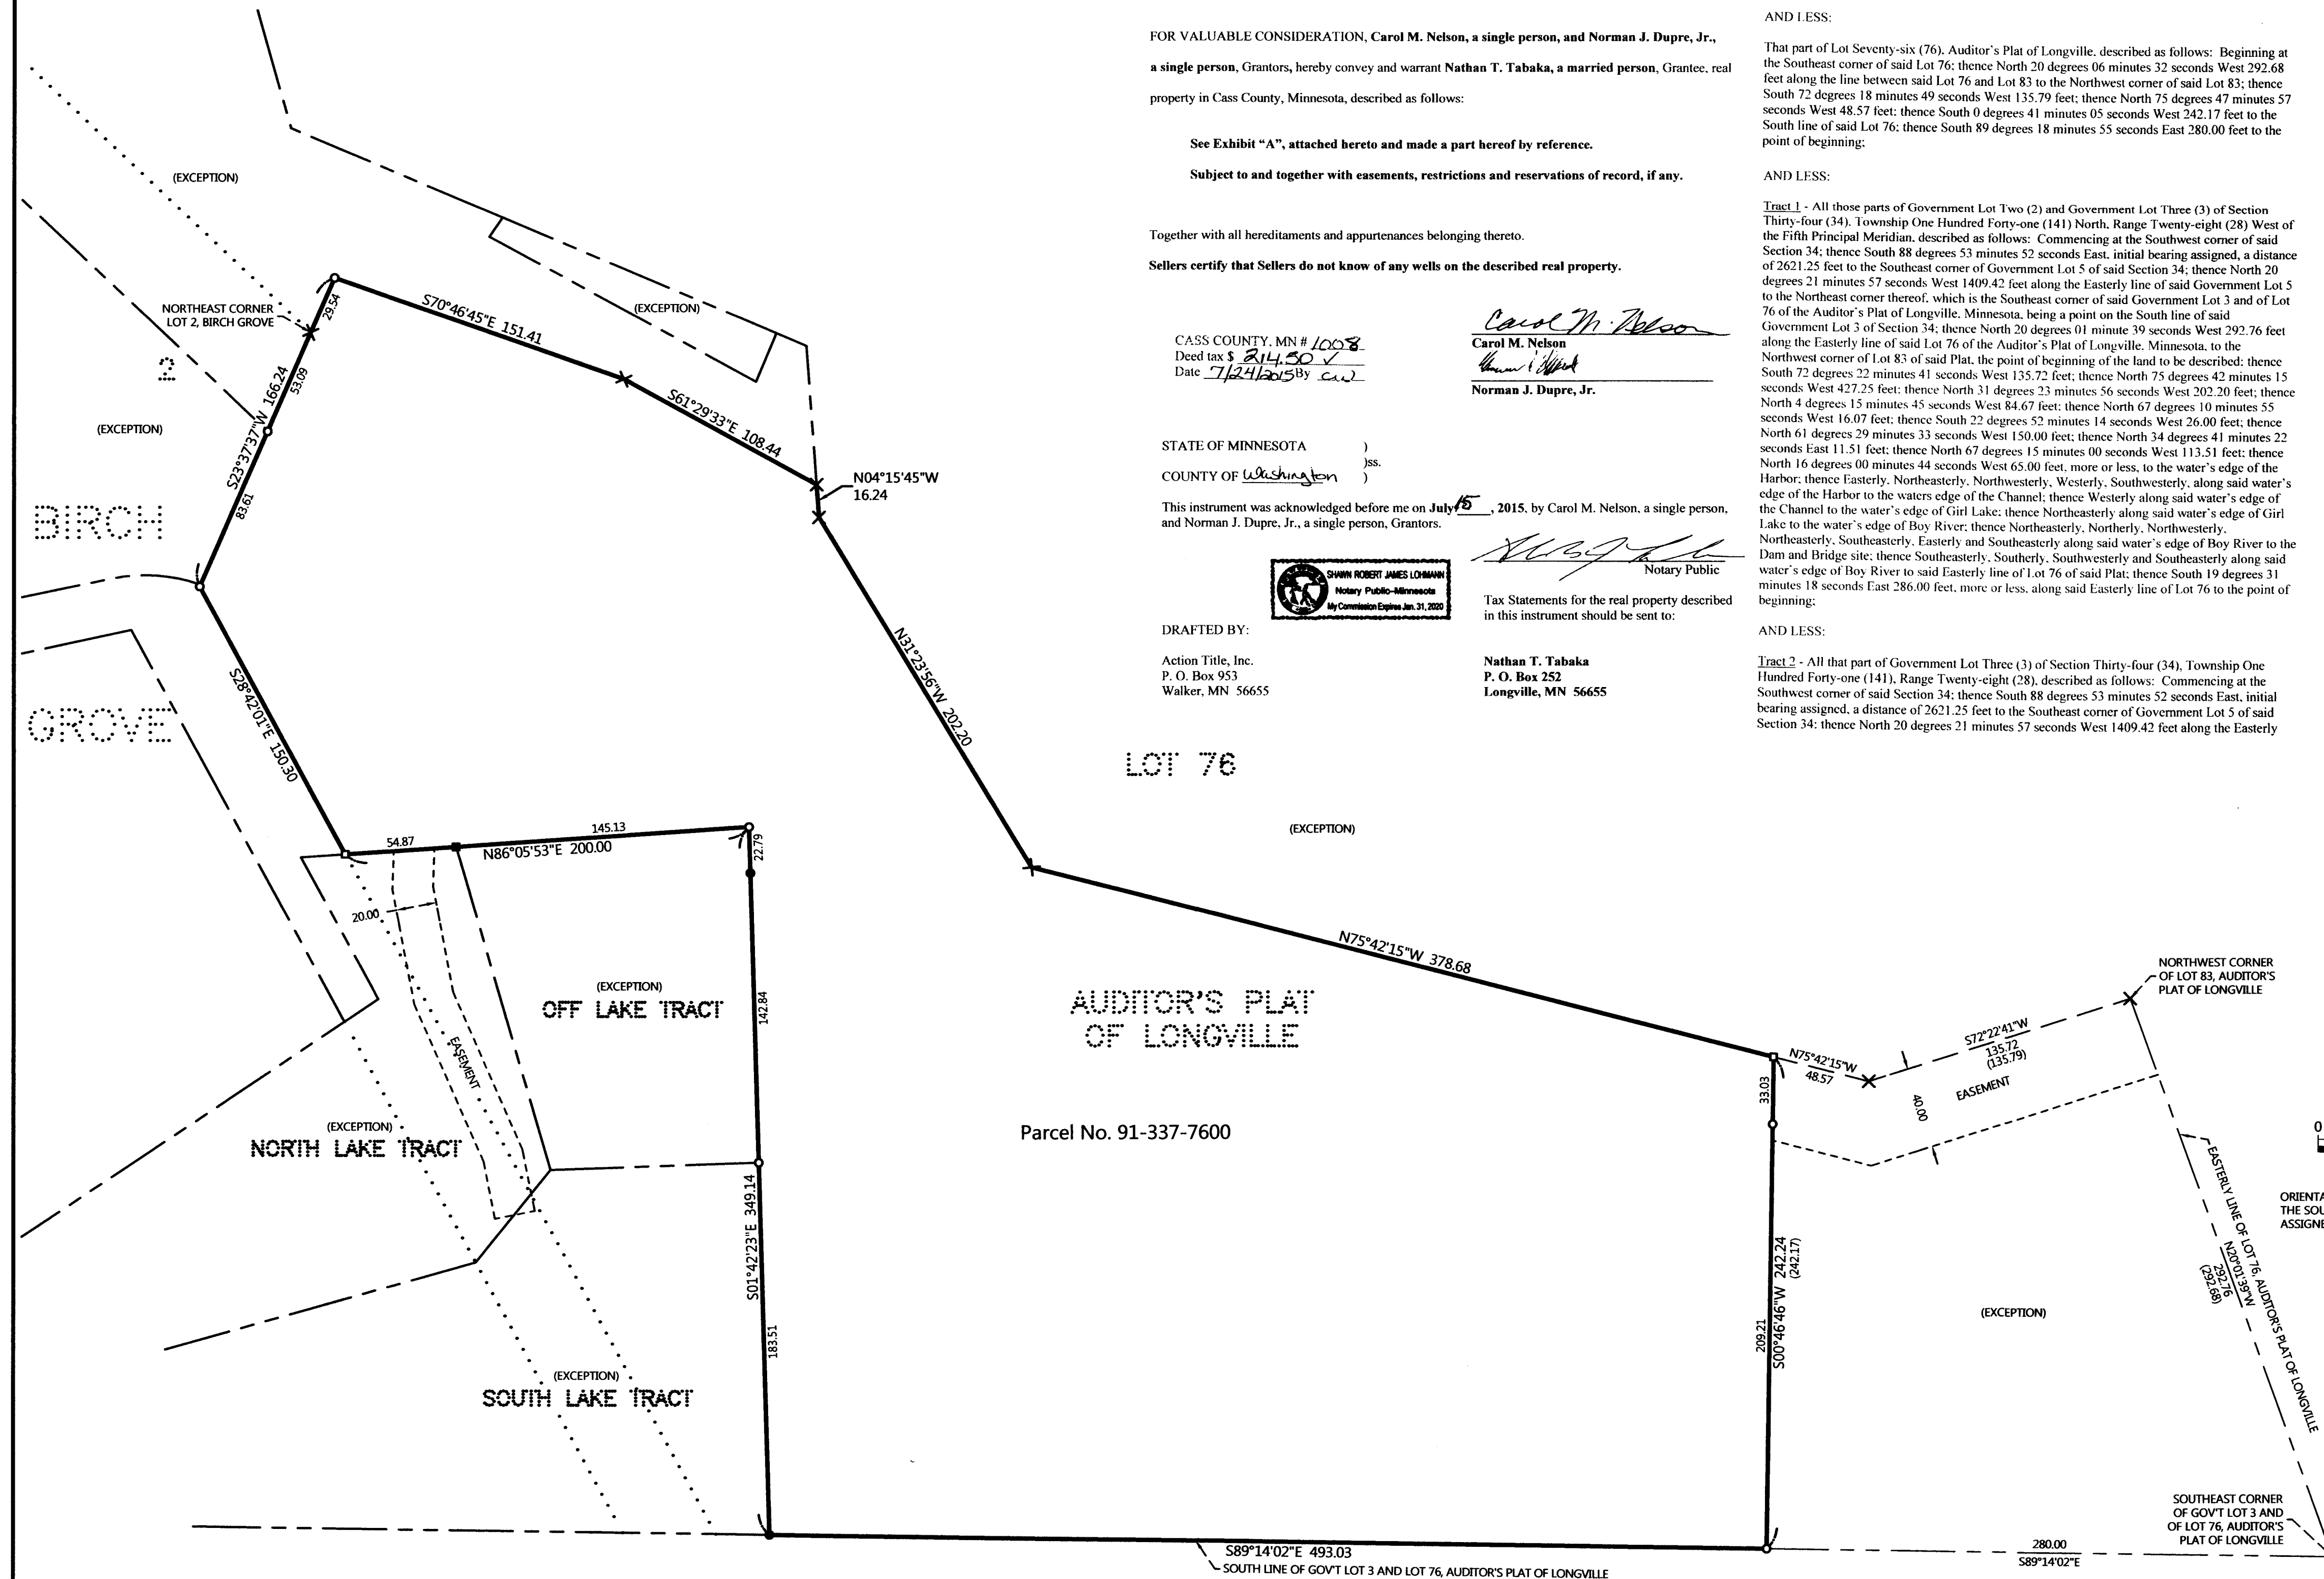 FOR VALUABLE CONSIDERATION, Carol M. Nelson, a single person, and Norman J. Dupre, Jr.,
a single person, Grantors, hereby convey and warrant Nathan T. Tabaka, a married person, Grantee, real
property in Cass County, Minnesota, described as follows:
See Exhibit “A”, attached hereto and made a part hereof by reference.
Subject to and together with easements, restrictions and reservations of record, if any.
Together with all hereditaments and appurtenances belonging thereto.
Sellers certify that Sellers do not know of any wells on the described real property.
CASS COUNTY, MN # 1008
Deed tax $ 214.50 ✓
Date 7/24/2015 By
Carol M. Nelson
Carol M. Nelson
Norman J. Dupre, Jr.
STATE OF MINNESOTA )
)ss.
COUNTY OF Washington )
This instrument was acknowledged before me on July 15, 2015, by Carol M. Nelson, a single person,
and Norman J. Dupre, Jr., a single person, Grantors.
SHAWN ROBERT JAMES LOHMANN
Notary Public-Minnesota
My Commission Expires Jan. 31, 2020
Notary Public
Tax Statements for the real property described
in this instrument should be sent to:
DRAFTED BY:
Action Title, Inc.
P. O. Box 953
Walker, MN 56655
Nathan T. Tabaka
P. O. Box 252
Longville, MN 56655
AND LESS:
That part of Lot Seventy-six (76), Auditor's Plat of Longville, described as follows: Beginning at
the Southeast corner of said Lot 76; thence North 20 degrees 06 minutes 32 seconds West 292.68
feet along the line between said Lot 76 and Lot 83 to the Northwest corner of said Lot 83; thence
South 72 degrees 18 minutes 49 seconds West 135.79 feet; thence North 75 degrees 47 minutes 57
seconds West 48.57 feet; thence South 0 degrees 41 minutes 05 seconds West 242.17 feet to the
South line of said Lot 76; thence South 89 degrees 18 minutes 55 seconds East 280.00 feet to the
point of beginning;
AND LESS:
Tract 1 - All those parts of Government Lot Two (2) and Government Lot Three (3) of Section
Thirty-four (34), Township One Hundred Forty-one (141) North, Range Twenty-eight (28) West of
the Fifth Principal Meridian, described as follows: Commencing at the Southwest corner of said
Section 34; thence South 88 degrees 53 minutes 52 seconds East, initial bearing assigned, a distance
of 2621.25 feet to the Southeast corner of Government Lot 5 of said Section 34; thence North 20
degrees 21 minutes 57 seconds West 1409.42 feet along the Easterly line of said Government Lot 5
to the Northeast corner thereof, which is the Southeast corner of said Government Lot 3 and of Lot
76 of the Auditor's Plat of Longville, Minnesota, being a point on the South line of said
Government Lot 3 of Section 34; thence North 20 degrees 01 minute 39 seconds West 292.76 feet
along the Easterly line of said Lot 76 of the Auditor's Plat of Longville, Minnesota, to the
Northwest corner of Lot 83 of said Plat, the point of beginning of the land to be described; thence
South 72 degrees 22 minutes 41 seconds West 135.72 feet; thence North 75 degrees 42 minutes 15
seconds West 427.25 feet; thence North 31 degrees 23 minutes 56 seconds West 202.20 feet; thence
North 4 degrees 15 minutes 45 seconds West 84.67 feet; thence North 67 degrees 10 minutes 55
seconds West 16.07 feet; thence South 22 degrees 52 minutes 14 seconds West 26.00 feet; thence
North 61 degrees 29 minutes 33 seconds West 150.00 feet; thence North 34 degrees 41 minutes 22
seconds East 11.51 feet; thence North 67 degrees 15 minutes 00 seconds West 113.51 feet; thence
North 16 degrees 00 minutes 44 seconds West 65.00 feet, more or less, to the water's edge of the
Harbor; thence Easterly, Northeasterly, Northwesterly, Westerly, Southwesterly, along said water's
edge of the Harbor to the waters edge of the Channel; thence Westerly along said water's edge of
the Channel to the water's edge of Girl Lake; thence Northeasterly along said water's edge of Girl
Lake to the water's edge of Boy River; thence Northeasterly, Northerly, Northwesterly,
Northeasterly, Southeasterly, Easterly and Southeasterly along said water's edge of Boy River to the
Dam and Bridge site; thence Southeasterly, Southerly, Southwesterly and Southeasterly along said
water's edge of Boy River to said Easterly line of Lot 76 of said Plat; thence South 19 degrees 31
minutes 18 seconds East 286.00 feet, more or less, along said Easterly line of Lot 76 to the point of
beginning;
AND LESS:
Tract 2 - All that part of Government Lot Three (3) of Section Thirty-four (34), Township One
Hundred Forty-one (141), Range Twenty-eight (28), described as follows: Commencing at the
Southwest corner of said Section 34; thence South 88 degrees 53 minutes 52 seconds East, initial
bearing assigned, a distance of 2621.25 feet to the Southeast corner of Government Lot 5 of said
Section 34; thence North 20 degrees 21 minutes 57 seconds West 1409.42 feet along the Easterly
(EXCEPTION)
NORTHEAST CORNER
LOT 2, BIRCH GROVE
29.54
S70°46'45"E 151.41
(EXCEPTION)
2
53.09
S23°37'37"W 166.24
83.61
(EXCEPTION)
S61°29'33"E 108.44
N04°15'45"W
16.24
BIRCH
GROVE
S28°42'01"E 150.30
N31°23'56"W 202.20
LOT 76
(EXCEPTION)
54.87
145.13
N86°05'53"E 200.00
22.79
20.00
(EXCEPTION)
OFF LAKE TRACT
142.84
EASEMENT
AUDITOR'S PLAT
OF LONGVILLE
N75°42'15"W 378.68
Parcel No. 91-337-7600
(EXCEPTION)
NORTH LAKE TRACT
S01°42'23"E 349.14
183.51
(EXCEPTION)
SOUTH LAKE TRACT
NORTHWEST CORNER
OF LOT 83, AUDITOR'S
PLAT OF LONGVILLE
N75°42'15"W
48.57
S72°22'41"W
135.72
(135.79)
EASEMENT
40.00
33.03
209.21
S00°46'46"W 242.24
(242.17)
(EXCEPTION)
EASTERLY LINE OF LOT 76, AUDITOR'S PLAT OF LONGVILLE
N20°01'39"W
292.76
(292.68)
0
ORIENTA
THE SOU
ASSIGNE
SOUTHEAST CORNER
OF GOV'T LOT 3 AND
OF LOT 76, AUDITOR'S
PLAT OF LONGVILLE
S89°14'02"E 493.03
SOUTH LINE OF GOV'T LOT 3 AND LOT 76, AUDITOR'S PLAT OF LONGVILLE
280.00
S89°14'02"E